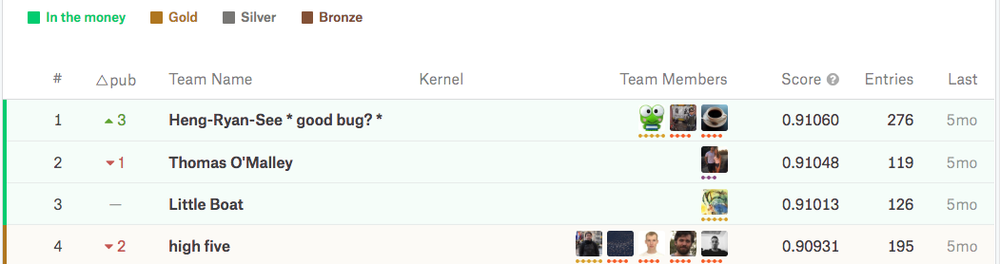 In the money Gold Silver Bronze
# △pub Team Name Kernel Team Members Score ? Entries Last
1 ▲ 3 Heng-Ryan-See * good bug? * 0.91060 276 5mo
2 ▼ 1 Thomas O'Malley 0.91048 119 5mo
3 — Little Boat 0.91013 126 5mo
4 ▼ 2 high five 0.90931 195 5mo